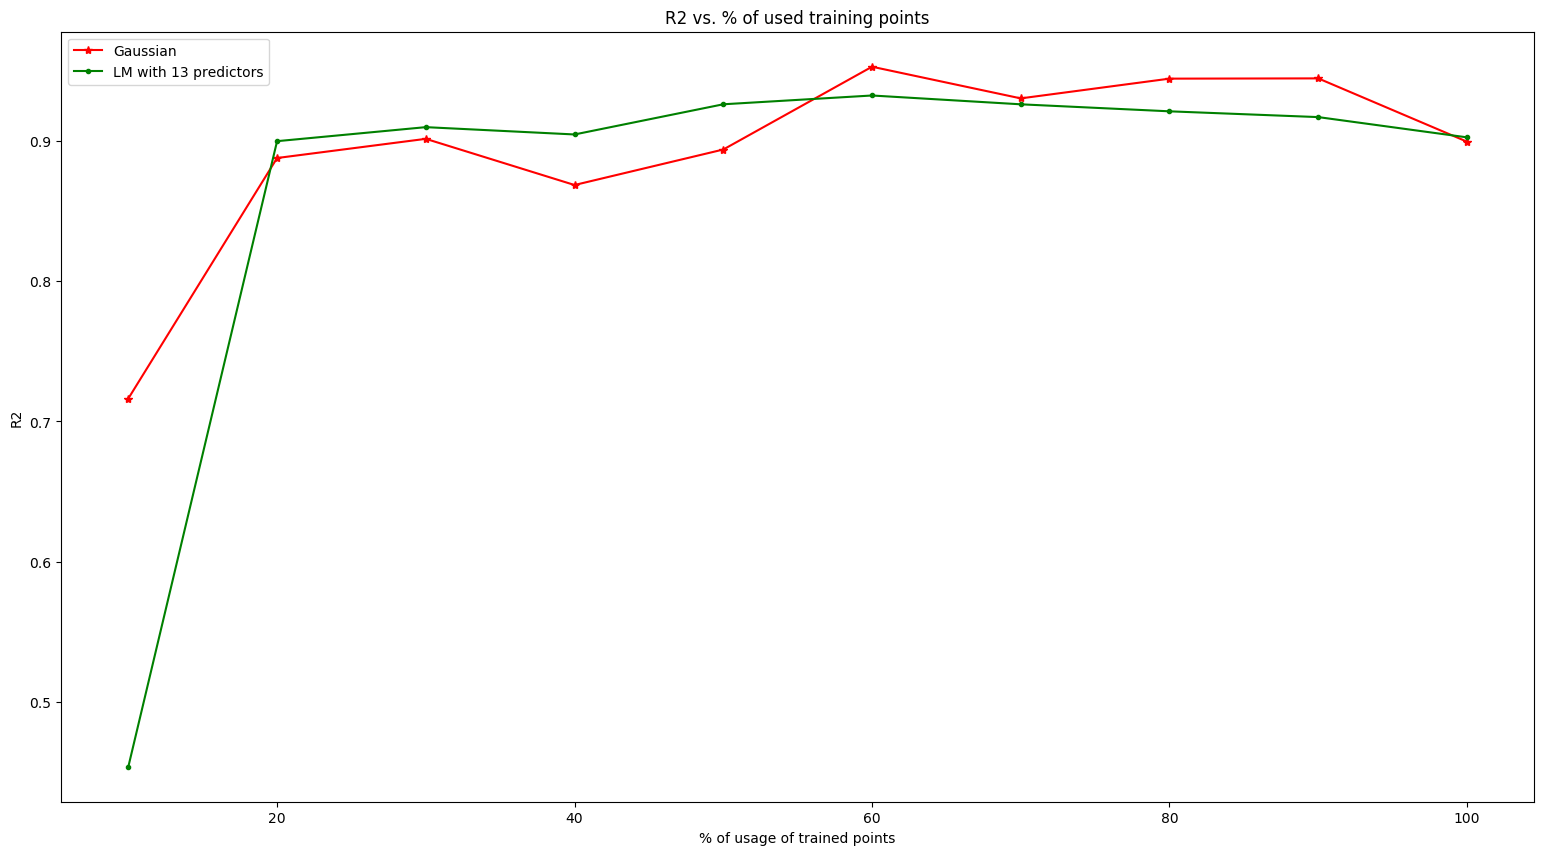 R2 vs. % of used training points
Gaussian
LM with 13 predictors
R2
0.9
0.8
0.7
0.6
0.5
20 40 60 80 100
% of usage of trained points